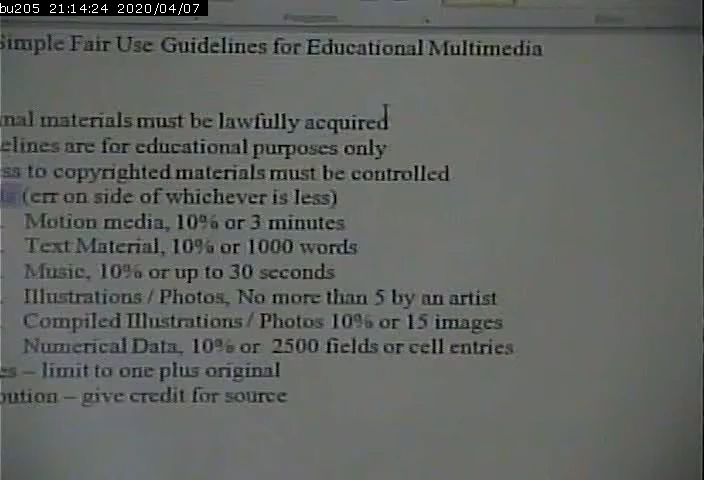 bu205 21:14:24 2020/04/07
Simple Fair Use Guidelines for Educational Multimedia
nal materials must be lawfully acquired
elines are for educational purposes only
ss to copyrighted materials must be controlled
(err on side of whichever is less)
Motion media, 10% or 3 minutes
Text Material, 10% or 1000 words
Music, 10% or up to 30 seconds
Illustrations / Photos, No more than 5 by an artist
Compiled Illustrations / Photos 10% or 15 images
Numerical Data, 10% or 2500 fields or cell entries
es – limit to one plus original
bution – give credit for source